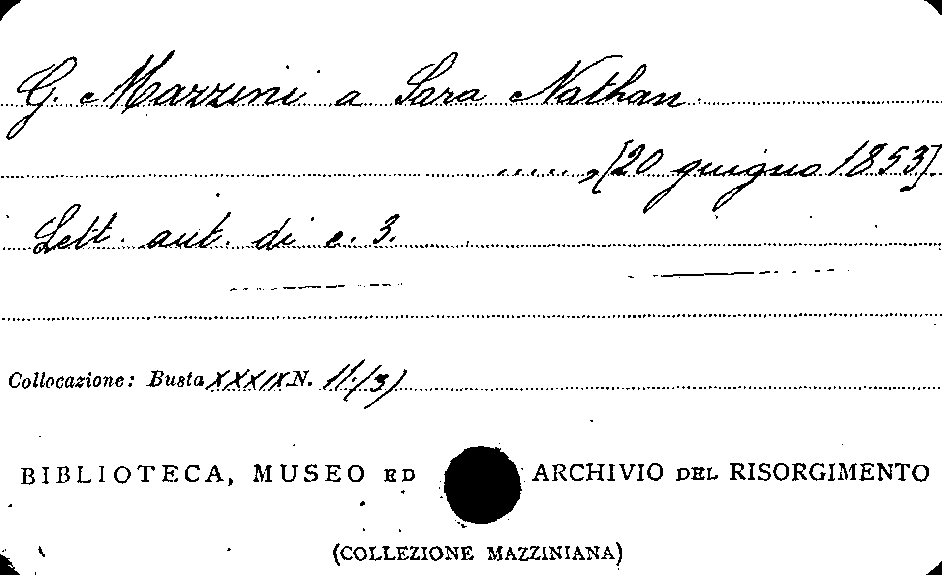 G. Mazzini a Sara Nathan
....., [20 giugno 1853].
Lett. aut. di c. 3.
Collocazione: Busta XXXIX N. 11/3)
BIBLIOTECA, MUSEO ED ARCHIVIO DEL RISORGIMENTO
(COLLEZIONE MAZZINIANA)